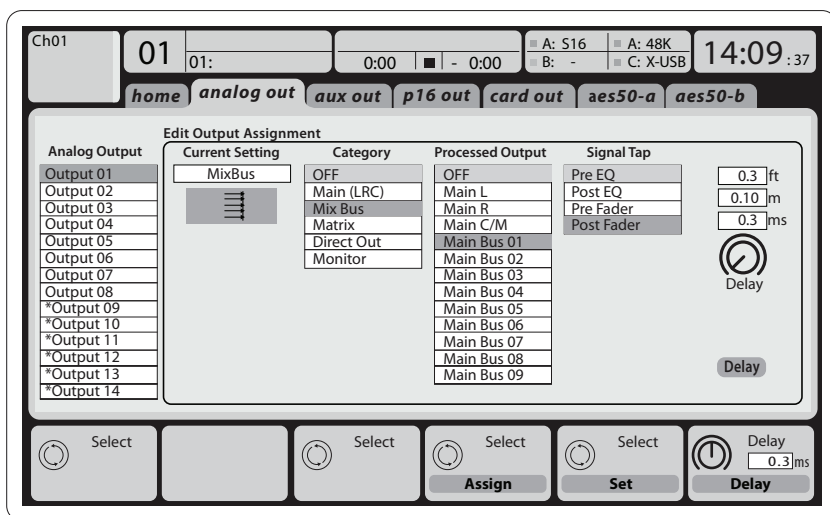 Ch01
01
01:
0:00
- 0:00
A: S16
B: -
A: 48K
C: X-USB
14:09:37
home
analog out
aux out
p16 out
card out
aes50-a
aes50-b
Edit Output Assignment
Analog Output
Output 01
Output 02
Output 03
Output 04
Output 05
Output 06
Output 07
Output 08
*Output 09
*Output 10
*Output 11
*Output 12
*Output 13
*Output 14
Current Setting
MixBus
Category
OFF
Main (LRC)
Mix Bus
Matrix
Direct Out
Monitor
Processed Output
OFF
Main L
Main R
Main C/M
Main Bus 01
Main Bus 02
Main Bus 03
Main Bus 04
Main Bus 05
Main Bus 06
Main Bus 07
Main Bus 08
Main Bus 09
Signal Tap
Pre EQ
Post EQ
Pre Fader
Post Fader
0.3 ft
0.10 m
0.3 ms
Delay
Delay
Select
Select
Select
Assign
Select
Set
Delay
0.3 ms
Delay